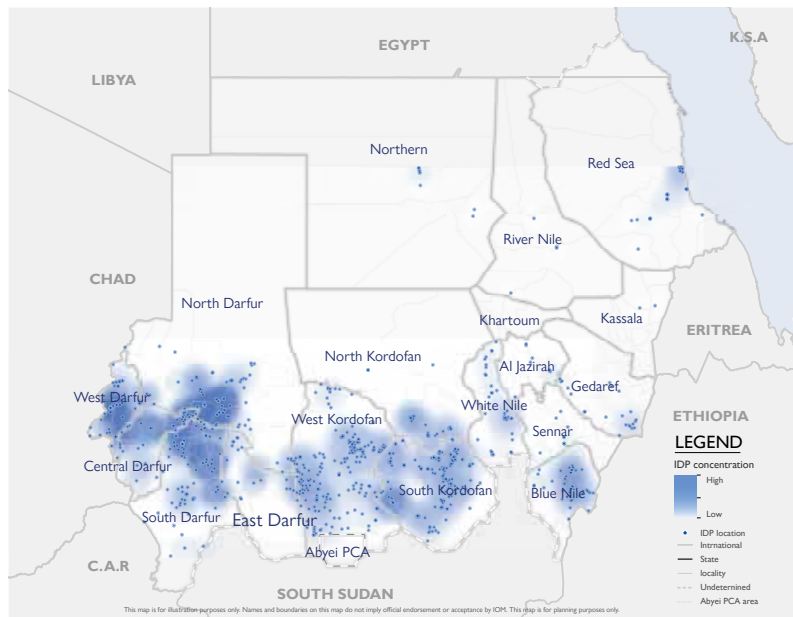 EGYPT
K.S.A
LIBYA
Northern
Red Sea
River Nile
CHAD
North Darfur
Khartoum
Kassala
ERITREA
North Kordofan
Al Jazirah
Gedaref
West Darfur
White Nile
West Kordofan
ETHIOPIA
Sennar
LEGEND
Central Darfur
IDP concentration
High
South Kordofan
Blue Nile
Low
South Darfur
East Darfur
IDP location
Intrnational
Abyei PCA
State
C.A.R
locality
Undeternined
SOUTH SUDAN
Abyei PCA area
This map is for illustration purposes only. Names and boundaries on this map do not imply official endorsement or acceptance by IOM. This map is for planning purposes only.